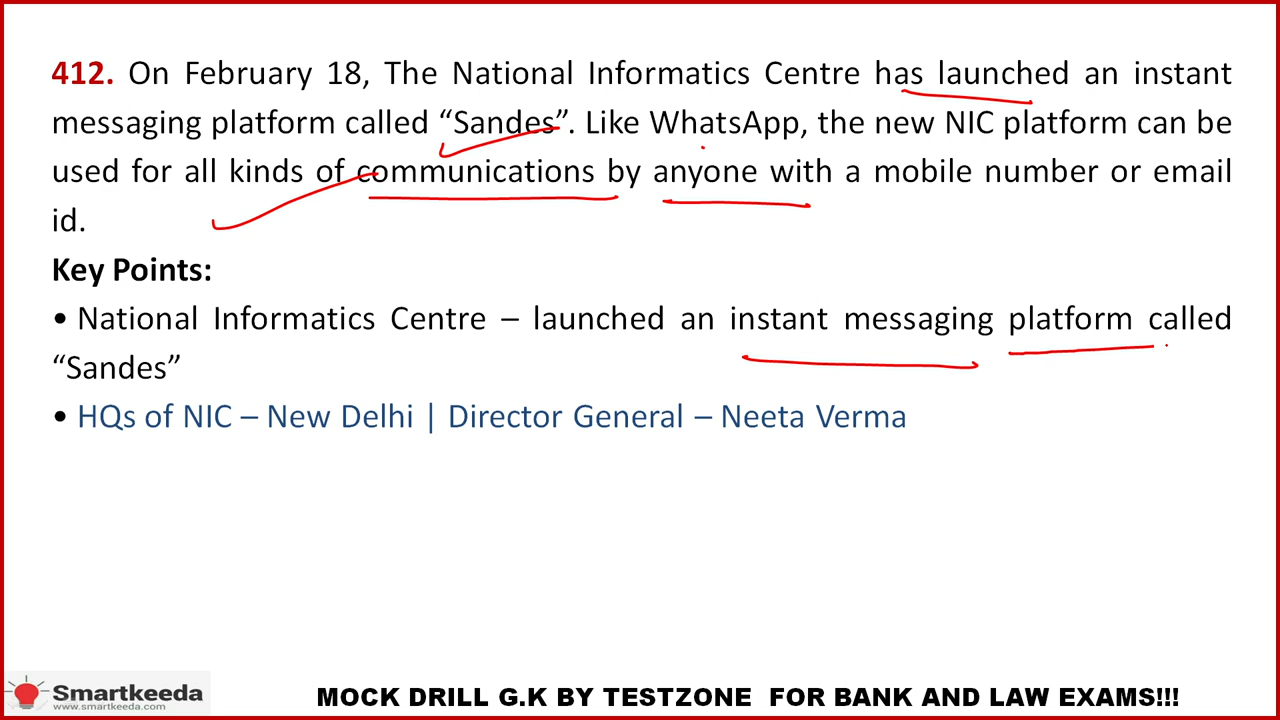 412. On February 18, The National Informatics Centre has launched an instant
messaging platform called “Sandes”. Like WhatsApp, the new NIC platform can be
used for all kinds of communications by anyone with a mobile number or email
id.
Key Points:
• National Informatics Centre – launched an instant messaging platform called
“Sandes”
• HQs of NIC – New Delhi | Director General – Neeta Verma
Smartkeeda
www.smartkeeda.com
MOCK DRILL G.K BY TESTZONE FOR BANK AND LAW EXAMS!!!